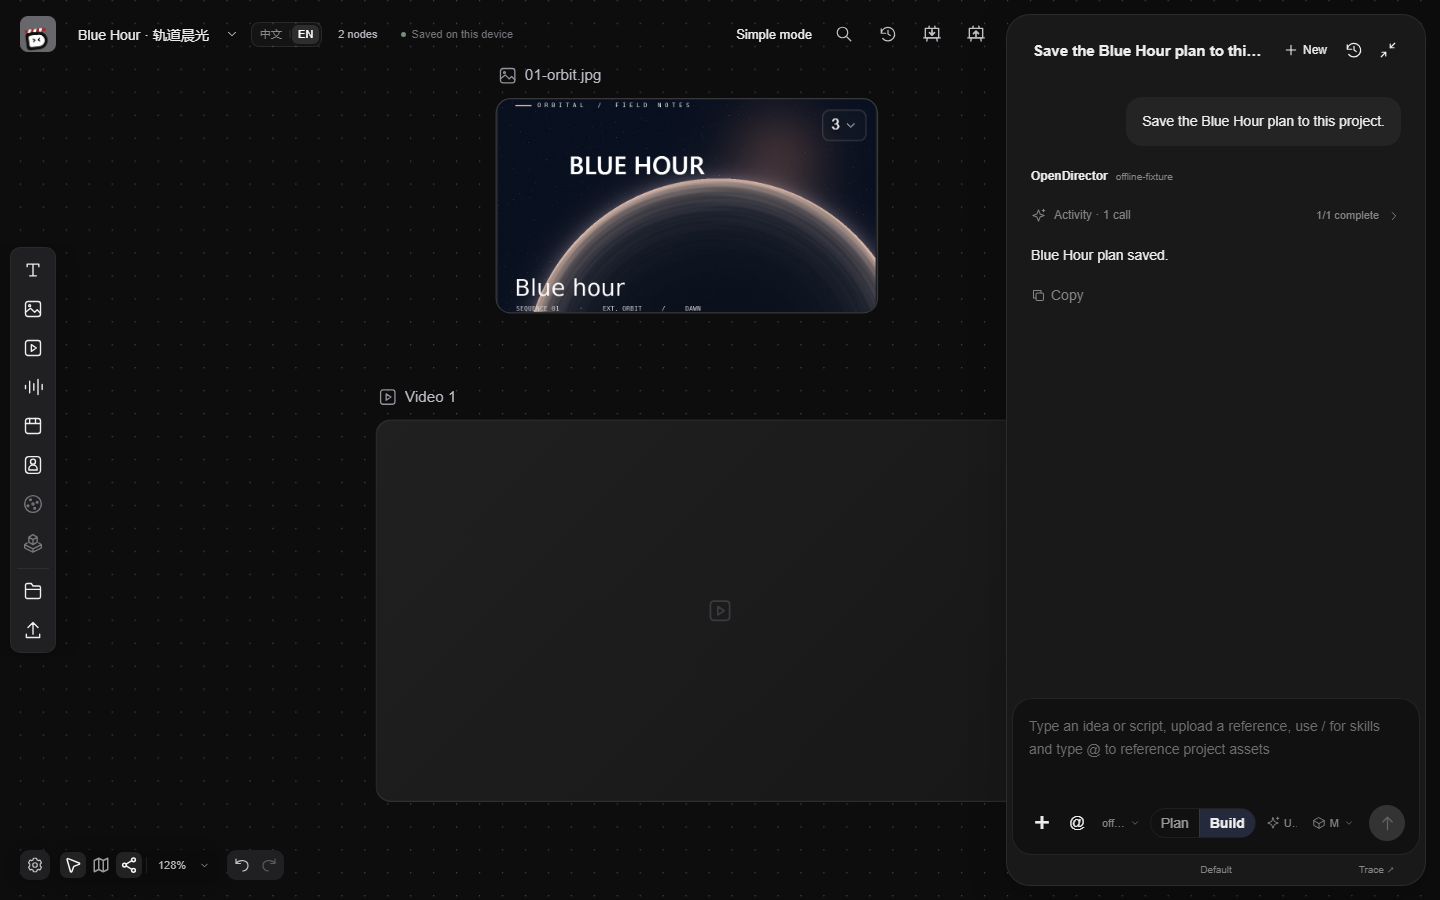 Blue Hour · 轨道晨光
中文 EN
2 nodes
Saved on this device
Simple mode
01-orbit.jpg
ORBITAL / FIELD NOTES
3
BLUE HOUR
Blue hour
SEQUENCE 01 · EXT. ORBIT / DAWN
Video 1
128%
Save the Blue Hour plan to thi...
New
Save the Blue Hour plan to this project.
OpenDirector offline-fixture
Activity · 1 call
1/1 complete
Blue Hour plan saved.
Copy
Type an idea or script, upload a reference, use / for skills
and type @ to reference project assets
@ off... Plan Build U.. M
Default
Trace ↗